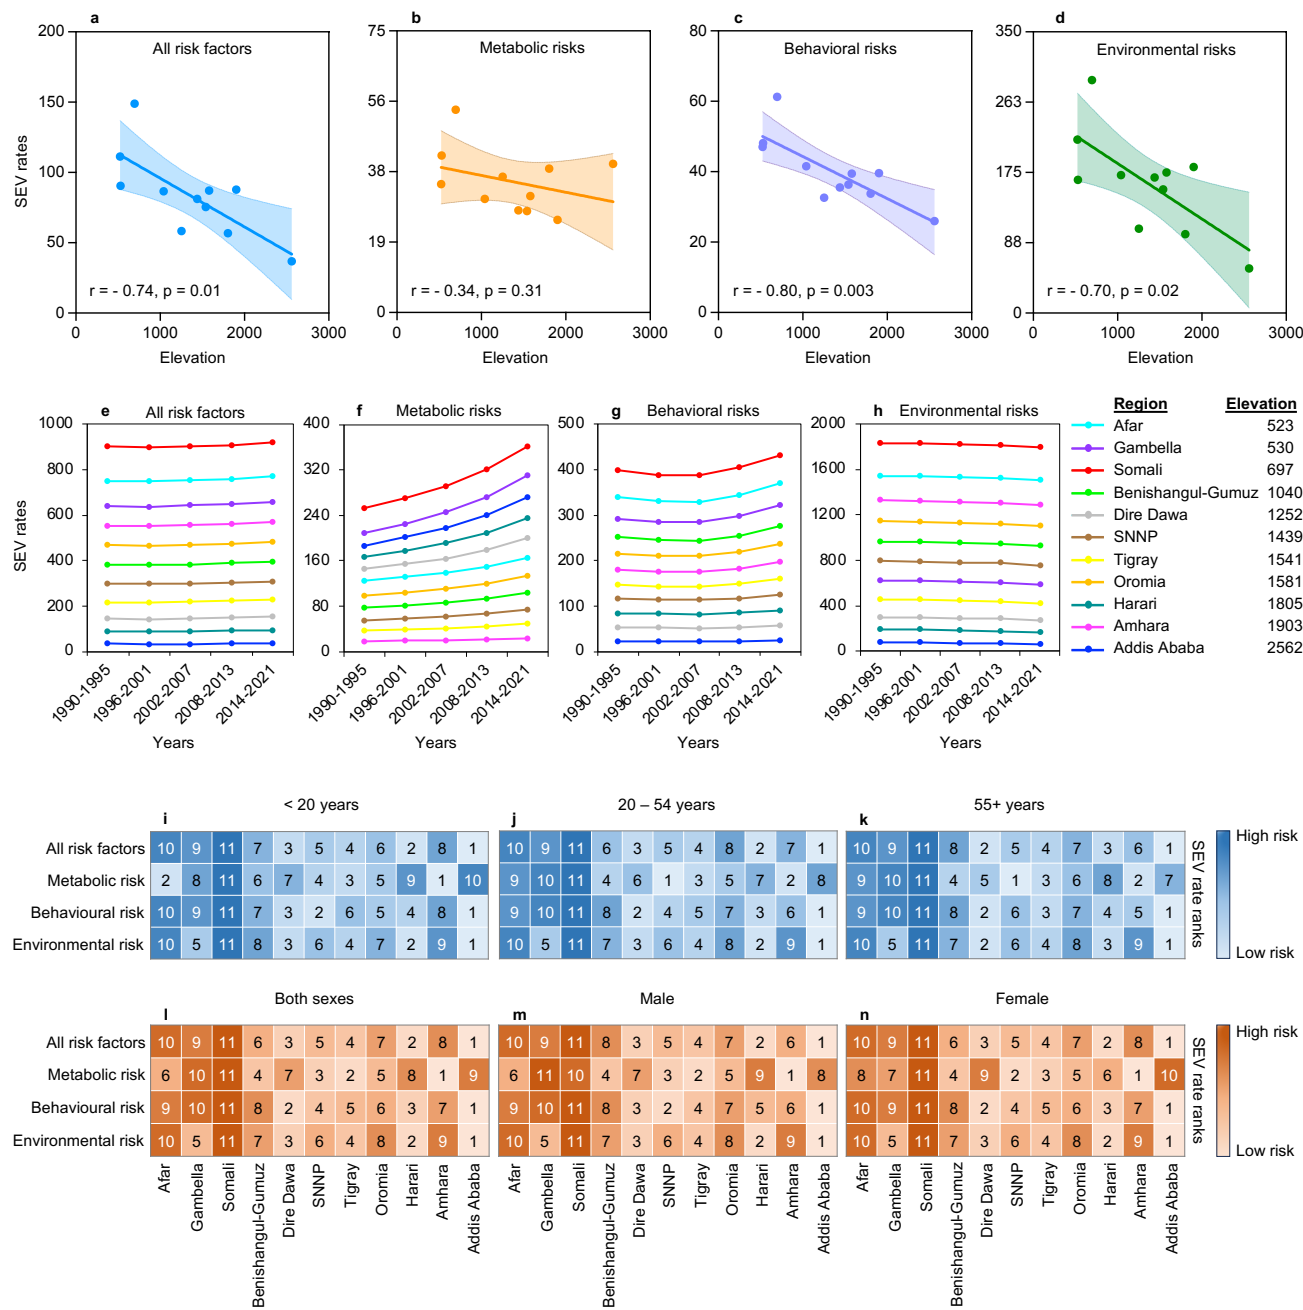 a
b
c
d
All risk factors
Metabolic risks
Behavioral risks
Environmental risks
SEV rates
200
150
100
50
0
75
56
38
19
0
80
60
40
20
0
350
263
175
88
0
r = - 0.74, p = 0.01
r = - 0.34, p = 0.31
r = - 0.80, p = 0.003
r = - 0.70, p = 0.02
0 1000 2000 3000
0 1000 2000 3000
0 1000 2000 3000
0 1000 2000 3000
Elevation
Elevation
Elevation
Elevation
e All risk factors
f Metabolic risks
g Behavioral risks
h Environmental risks
SEV rates
1000
800
600
400
200
0
400
320
240
160
80
0
500
400
300
200
100
0
2000
1600
1200
800
400
0
1990-1995 1996-2001 2002-2007 2008-2013 2014-2021
1990-1995 1996-2001 2002-2007 2008-2013 2014-2021
1990-1995 1996-2001 2002-2007 2008-2013 2014-2021
1990-1995 1996-2001 2002-2007 2008-2013 2014-2021
Years
Years
Years
Years
Region Elevation
Afar 523
Gambella 530
Somali 697
Benishangul-Gumuz 1040
Dire Dawa 1252
SNNP 1439
Tigray 1541
Oromia 1581
Harari 1805
Amhara 1903
Addis Ababa 2562
i < 20 years
j 20 – 54 years
k 55+ years
All risk factors 10 9 11 7 3 5 4 6 2 8 1 10 9 11 6 3 5 4 8 2 7 1 10 9 11 8 2 5 4 7 3 6 1
Metabolic risk 2 8 11 6 7 4 3 5 9 1 10 9 10 11 4 6 1 3 5 7 2 8 9 10 11 4 5 1 3 6 8 2 7
Behavioural risk 10 9 11 7 3 2 6 5 4 8 1 9 10 11 8 2 4 5 7 3 6 1 9 10 11 8 2 6 3 7 4 5 1
Environmental risk 10 5 11 8 3 6 4 7 2 9 1 10 5 11 7 3 6 4 8 2 9 1 10 5 11 7 2 6 4 8 3 9 1
SEV rate ranks
High risk
Low risk
l Both sexes
m Male
n Female
All risk factors 10 9 11 6 3 5 4 7 2 8 1 10 9 11 8 3 5 4 7 2 6 1 10 9 11 6 3 5 4 7 2 8 1
Metabolic risk 6 10 11 4 7 3 2 5 8 1 9 6 11 10 4 7 3 2 5 9 1 8 8 7 11 4 9 2 3 5 6 1 10
Behavioural risk 9 10 11 8 2 4 5 6 3 7 1 9 10 11 8 3 2 4 7 5 6 1 9 10 11 8 2 4 5 6 3 7 1
Environmental risk 10 5 11 7 3 6 4 8 2 9 1 10 5 11 7 3 6 4 8 2 9 1 10 5 11 7 3 6 4 8 2 9 1
SEV rate ranks
High risk
Low risk
Afar Gambella Somali Benishangul-Gumuz Dire Dawa SNNP Tigray Oromia Harari Amhara Addis Ababa
Afar Gambella Somali Benishangul-Gumuz Dire Dawa SNNP Tigray Oromia Harari Amhara Addis Ababa
Afar Gambella Somali Benishangul-Gumuz Dire Dawa SNNP Tigray Oromia Harari Amhara Addis Ababa